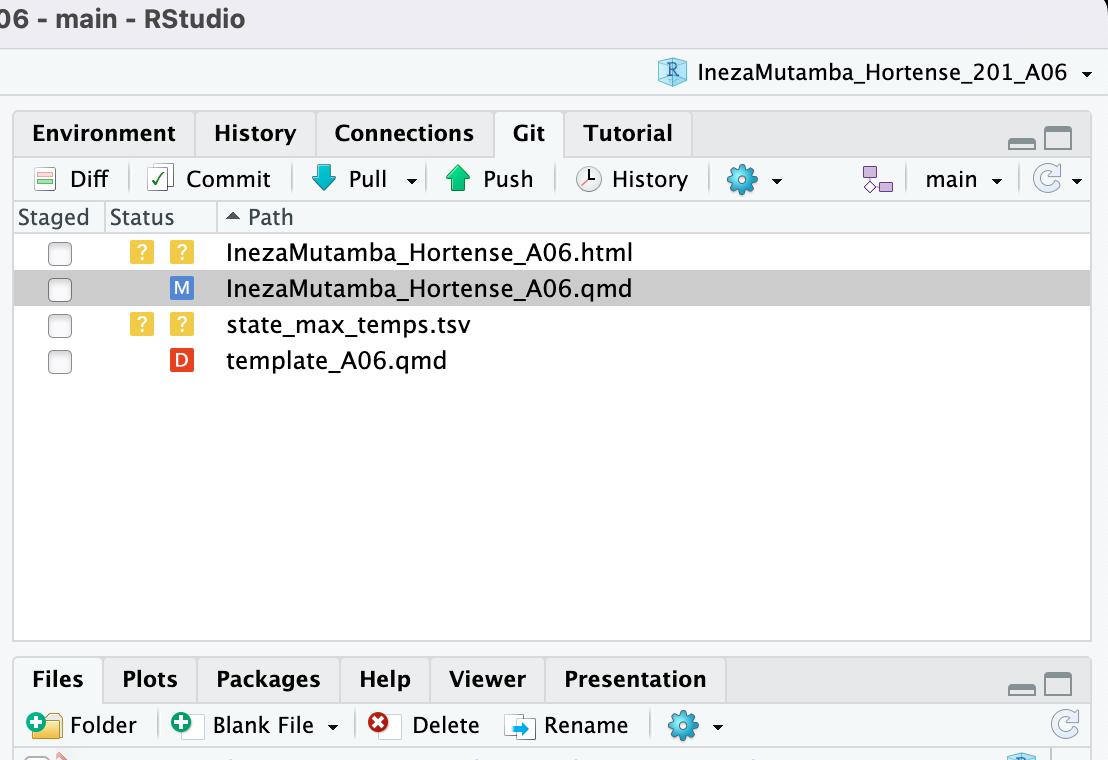 06 - main - RStudio
InezaMutamba_Hortense_201_A06
Environment History Connections Git Tutorial
Diff Commit Pull Push History main
Staged Status Path
? ? InezaMutamba_Hortense_A06.html
M InezaMutamba_Hortense_A06.qmd
? ? state_max_temps.tsv
D template_A06.qmd
Files Plots Packages Help Viewer Presentation
Folder Blank File Delete Rename